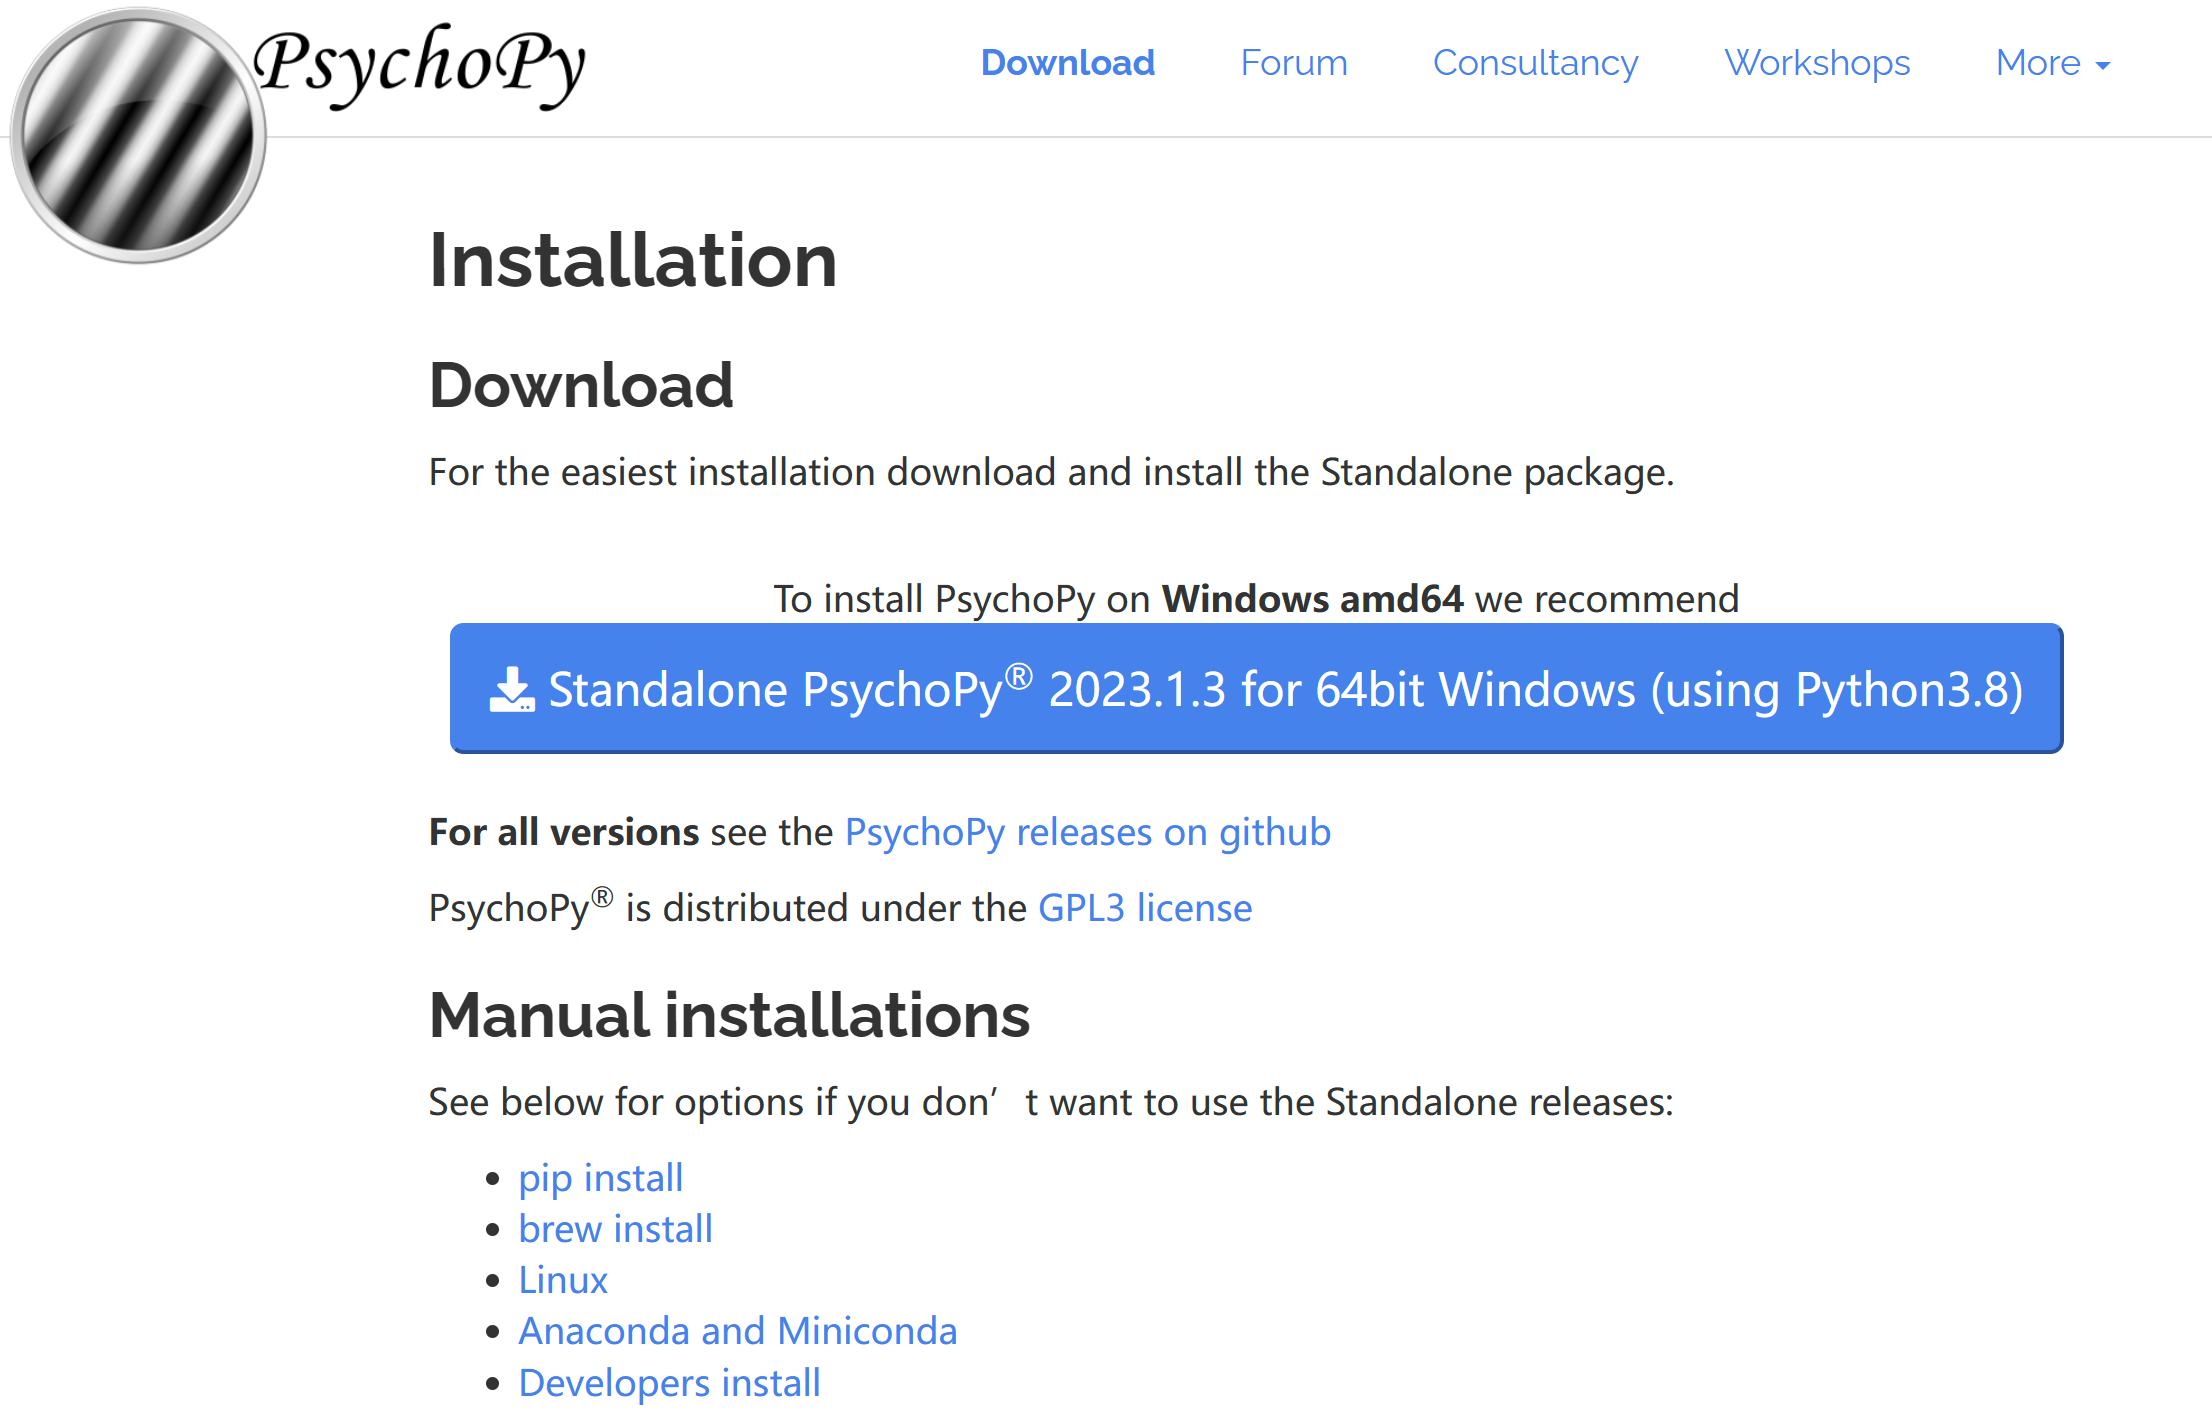 PsychoPy
Download Forum Consultancy Workshops More
Installation
Download
For the easiest installation download and install the Standalone package.
To install PsychoPy on Windows amd64 we recommend
Standalone PsychoPy® 2023.1.3 for 64bit Windows (using Python3.8)
For all versions see the PsychoPy releases on github
PsychoPy® is distributed under the GPL3 license
Manual installations
See below for options if you don’t want to use the Standalone releases:
• pip install
• brew install
• Linux
• Anaconda and Miniconda
• Developers install